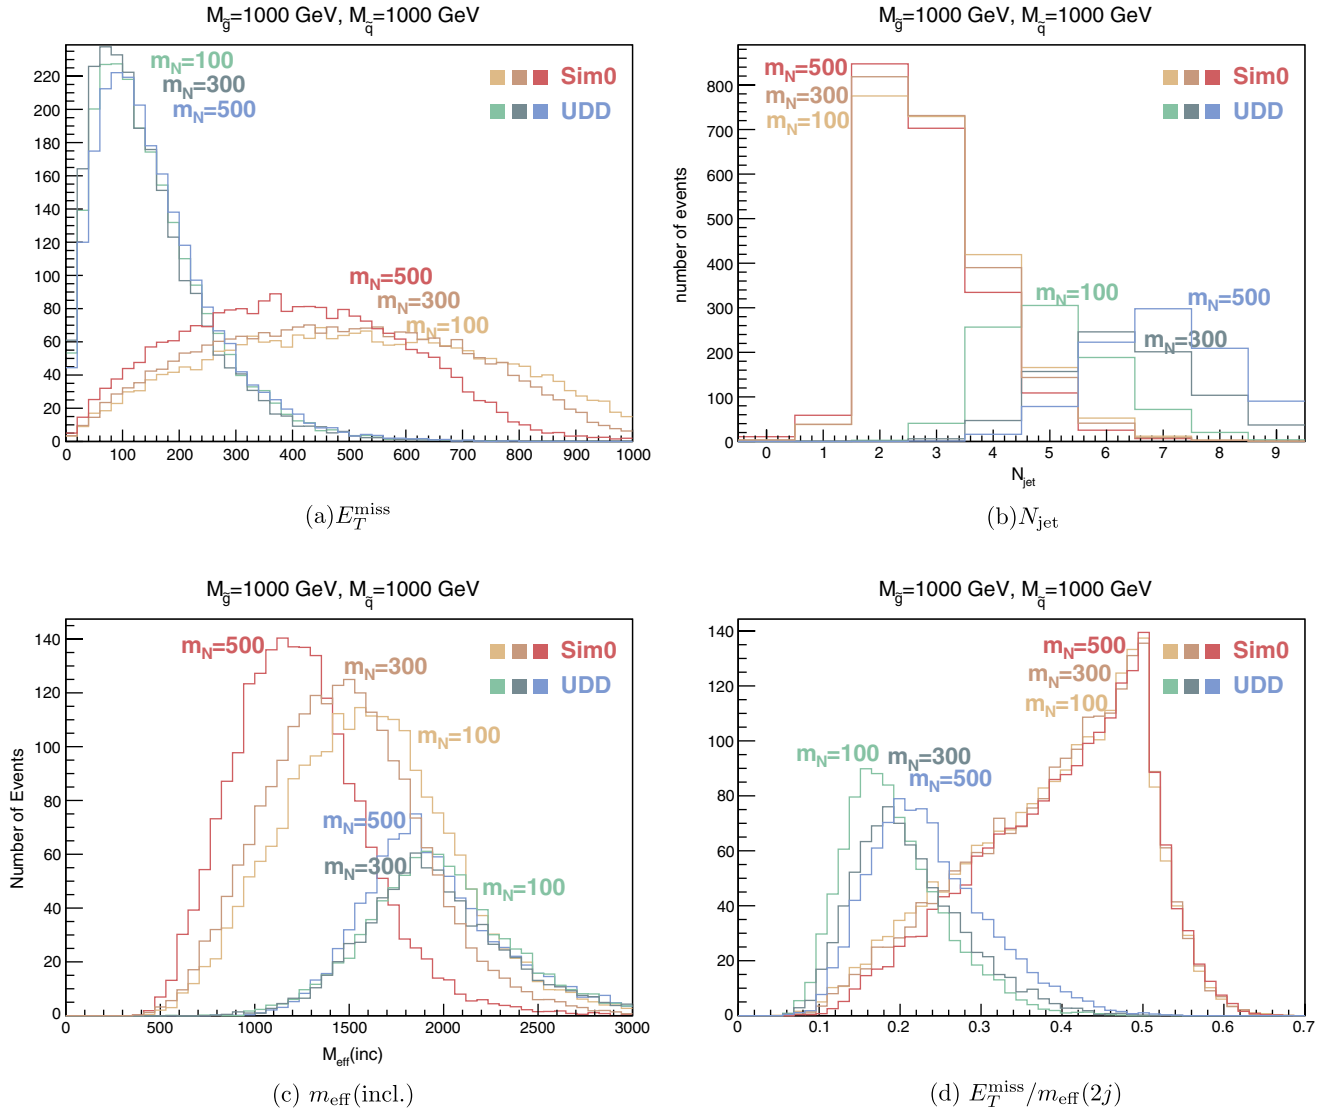 M_g̃=1000 GeV, M_q̃=1000 GeV
m_N=100
m_N=300
m_N=500
Sim0
UDD
m_N=500
m_N=300
m_N=100
220
200
180
160
140
120
100
80
60
40
20
0
0 100 200 300 400 500 600 700 800 900 1000
(a)E_T^miss
M_g̃=1000 GeV, M_q̃=1000 GeV
number of events
m_N=500
m_N=300
m_N=100
Sim0
UDD
m_N=100
m_N=500
m_N=300
800
700
600
500
400
300
200
100
0
0 1 2 3 4 5 6 7 8 9
N_jet
(b)N_jet
M_g̃=1000 GeV, M_q̃=1000 GeV
Number of Events
m_N=500
m_N=300
m_N=100
Sim0
UDD
m_N=500
m_N=300
m_N=100
140
120
100
80
60
40
20
0
0 500 1000 1500 2000 2500 3000
M_eff(inc)
(c) m_eff(incl.)
M_g̃=1000 GeV, M_q̃=1000 GeV
m_N=500
m_N=300
m_N=100
Sim0
UDD
m_N=100
m_N=300
m_N=500
140
120
100
80
60
40
20
0
0 0.1 0.2 0.3 0.4 0.5 0.6 0.7
(d) E_T^miss/m_eff(2j)